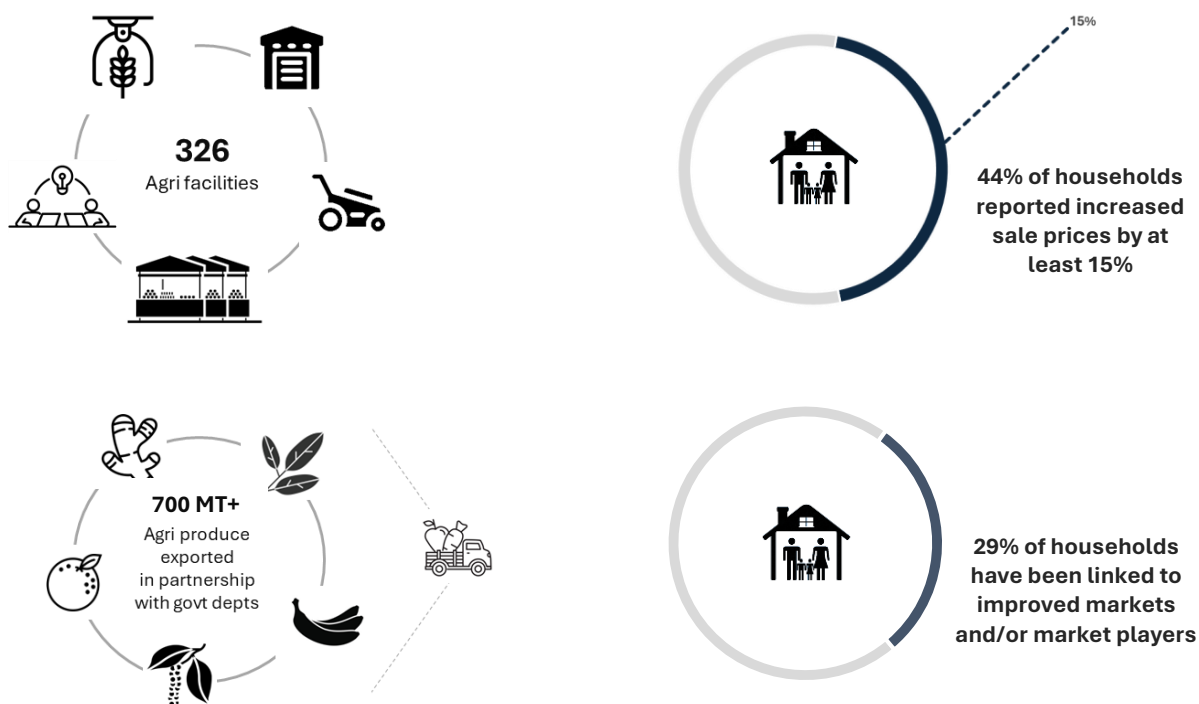 326
Agri facilities
15%
44% of households
reported increased
sale prices by at
least 15%
700 MT+
Agri produce
exported
in partnership
with govt depts
29% of households
have been linked to
improved markets
and/or market players